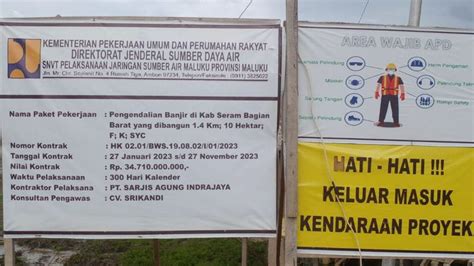 KEMENTERIAN PEKERJAAN UMUM DAN PERUMAHAN RAKYAT
DIREKTORAT JENDERAL SUMBER DAYA AIR
SNVT PELAKSANAAN JARINGAN SUMBER AIR MALUKU PROVINSI MALUKU
Nama Paket Pekerjaan : Pengendalian Banjir di Kab Seram Bagian
Barat yang dibangun 1.4 Km; 10 Hektar;
F; K; SYC
Nomor Kontrak : HK 02.01/BWS.19.08.02/I/01/2023
Tanggal Kontrak : 27 Januari 2023 s/d 27 November 2023
Nilai Kontrak : Rp. 34.710.000.000,-
Waktu Pelaksanaan : 300 Hari Kalender
Kontraktor Pelaksana : PT. SARJIS AGUNG INDRAJAYA
Konsultan Pengawas : CV. SRIKANDI
AREA WAJIB APD
HATI - HATI !!!
KELUAR MASUK
KENDARAAN PROYEK